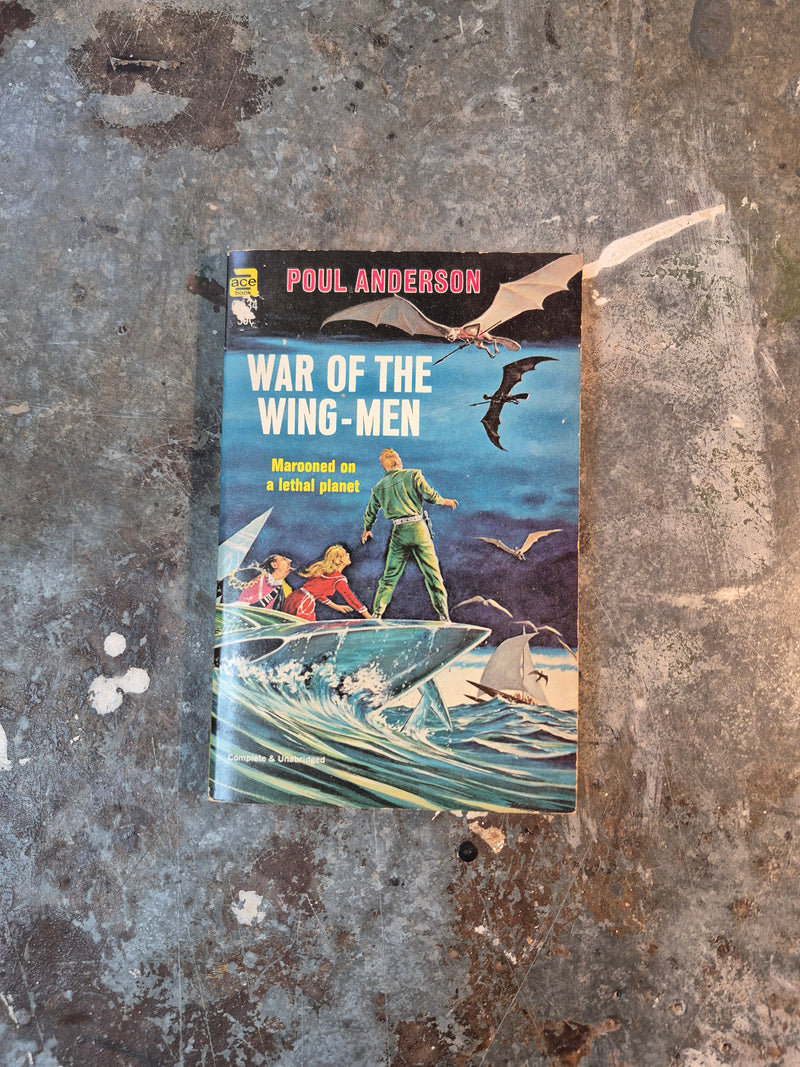 ace
book
POUL ANDERSON
WAR OF THE
WING-MEN
Marooned on
a lethal planet
Complete & Unabridged